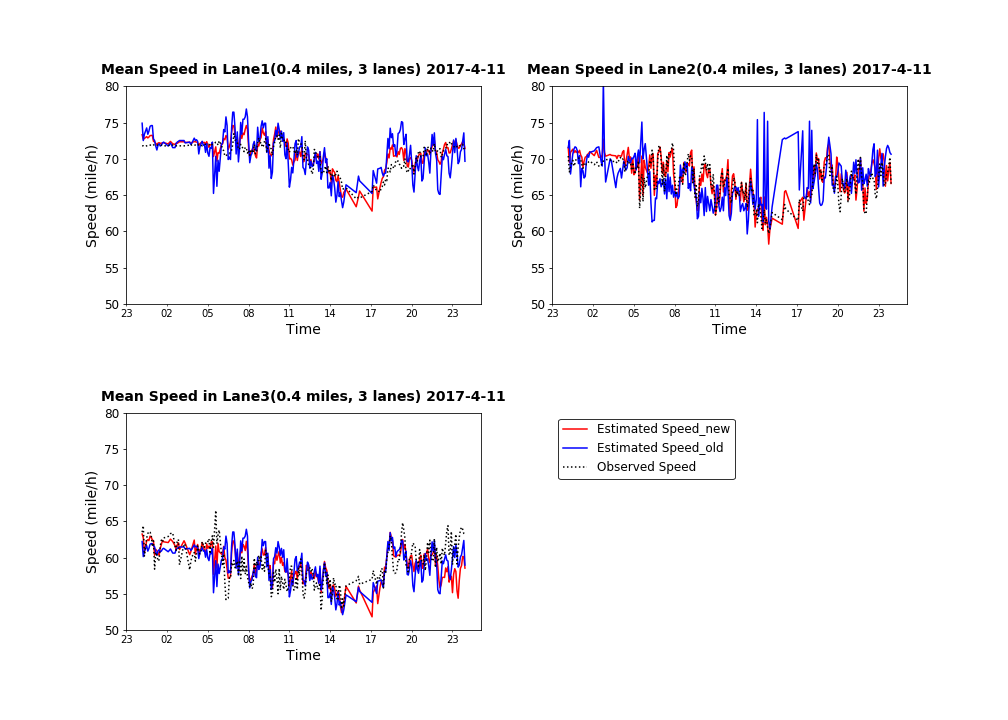 Mean Speed in Lane1(0.4 miles, 3 lanes) 2017-4-11
80
75
70
65
60
55
50
Speed (mile/h)
23 02 05 08 11 14 17 20 23
Time
Mean Speed in Lane2(0.4 miles, 3 lanes) 2017-4-11
80
75
70
65
60
55
50
Speed (mile/h)
23 02 05 08 11 14 17 20 23
Time
Mean Speed in Lane3(0.4 miles, 3 lanes) 2017-4-11
80
75
70
65
60
55
50
Speed (mile/h)
23 02 05 08 11 14 17 20 23
Time
Estimated Speed_new
Estimated Speed_old
Observed Speed